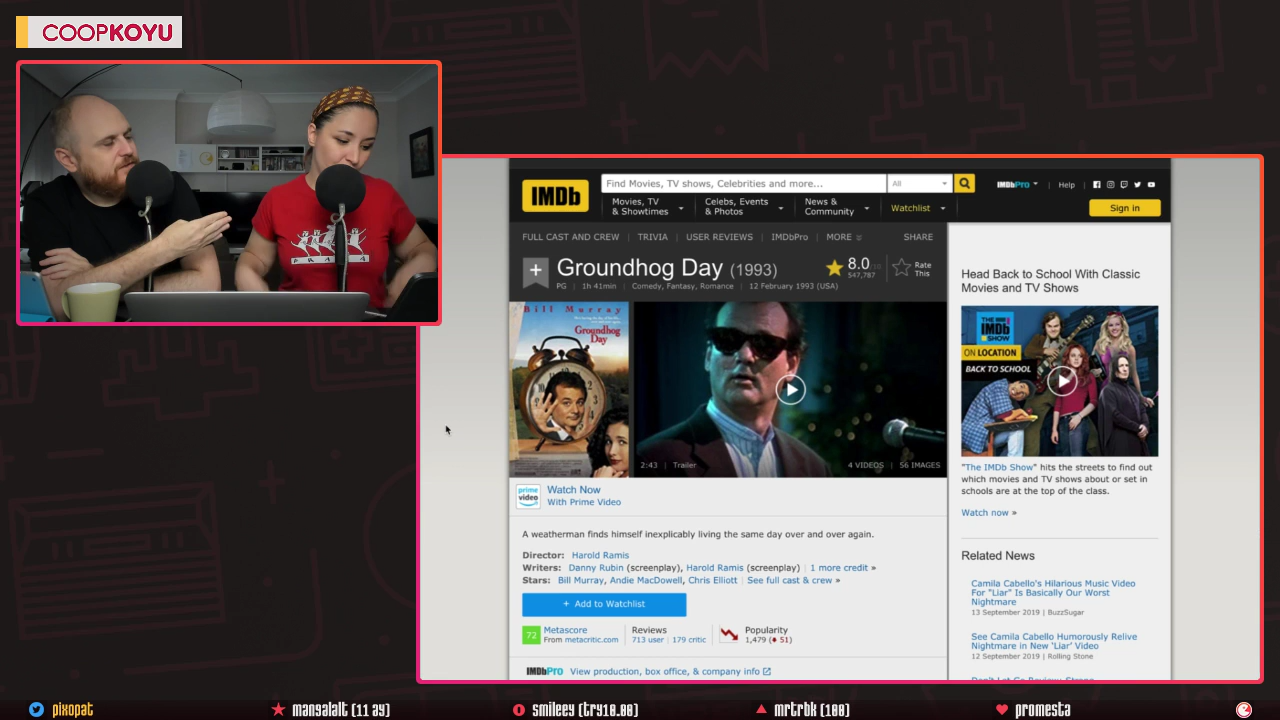 COOPKOYU
IMDb
Find Movies, TV shows, Celebrities and more...
All
IMDbPro
Help
Movies, TV
& Showtimes
Celebs, Events
& Photos
News &
Community
Watchlist
Sign in
FULL CAST AND CREW | TRIVIA | USER REVIEWS | IMDbPro | MORE
SHARE
+ Groundhog Day (1993)
8.0/10
547,787
Rate
This
PG | 1h 41min | Comedy, Fantasy, Romance | 12 February 1993 (USA)
Bill Murray
Groundhog
Day
2:43 | Trailer
4 VIDEOS | 56 IMAGES
prime
video
Watch Now
With Prime Video
A weatherman finds himself inexplicably living the same day over and over again.
Director: Harold Ramis
Writers: Danny Rubin (screenplay), Harold Ramis (screenplay) | 1 more credit »
Stars: Bill Murray, Andie MacDowell, Chris Elliott | See full cast & crew »
+ Add to Watchlist
72
Metascore
From metacritic.com
Reviews
713 user | 179 critic
Popularity
1,479 (51)
IMDbPro View production, box office, & company info
Head Back to School With Classic
Movies and TV Shows
THE IMDb
IMDb
SHOW
ON LOCATION
BACK TO SCHOOL
"The IMDb Show" hits the streets to find out
which movies and TV shows about or set in
schools are at the top of the class.
Watch now »
Related News
Camila Cabello's Hilarious Music Video
For "Liar" Is Basically Our Worst
Nightmare
13 September 2019 | BuzzSugar
See Camila Cabello Humorously Relive
Nightmare in New 'Liar' Video
12 September 2019 | Rolling Stone
pixopat
mangalalt (11 ay)
smileey (try10.00)
mrtrbk (100)
promesta